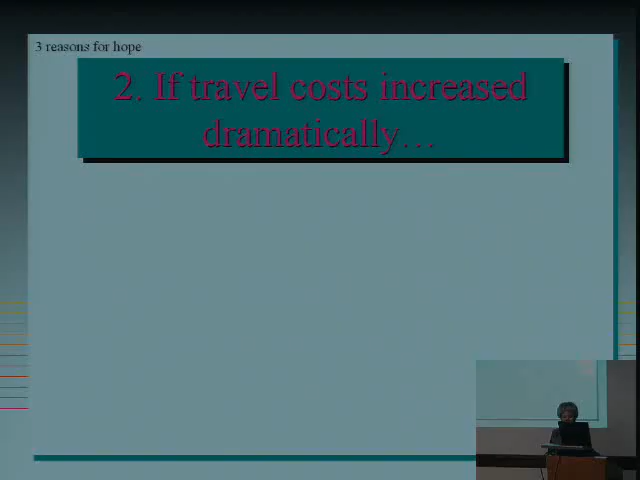 3 reasons for hope
2. If travel costs increased
dramatically…